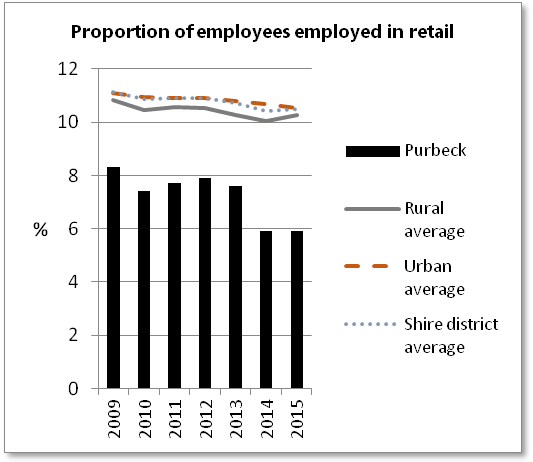 Proportion of employees employed in retail
12
10
8
6
4
2
0
%
2009
2010
2011
2012
2013
2014
2015
Purbeck
Rural
average
Urban
average
Shire district
average